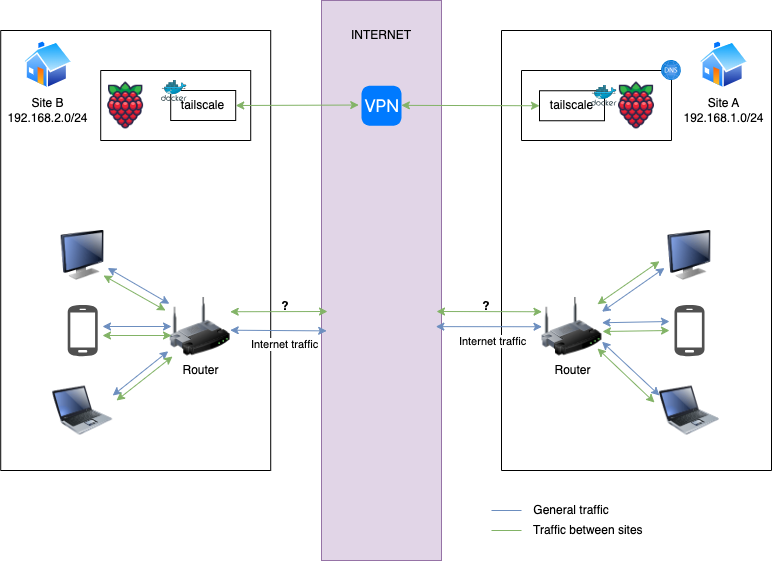 INTERNET
Site B
192.168.2.0/24
docker
tailscale
VPN
tailscale
docker
DNS
Site A
192.168.1.0/24
?
?
Internet traffic
Internet traffic
Router
Router
General traffic
Traffic between sites